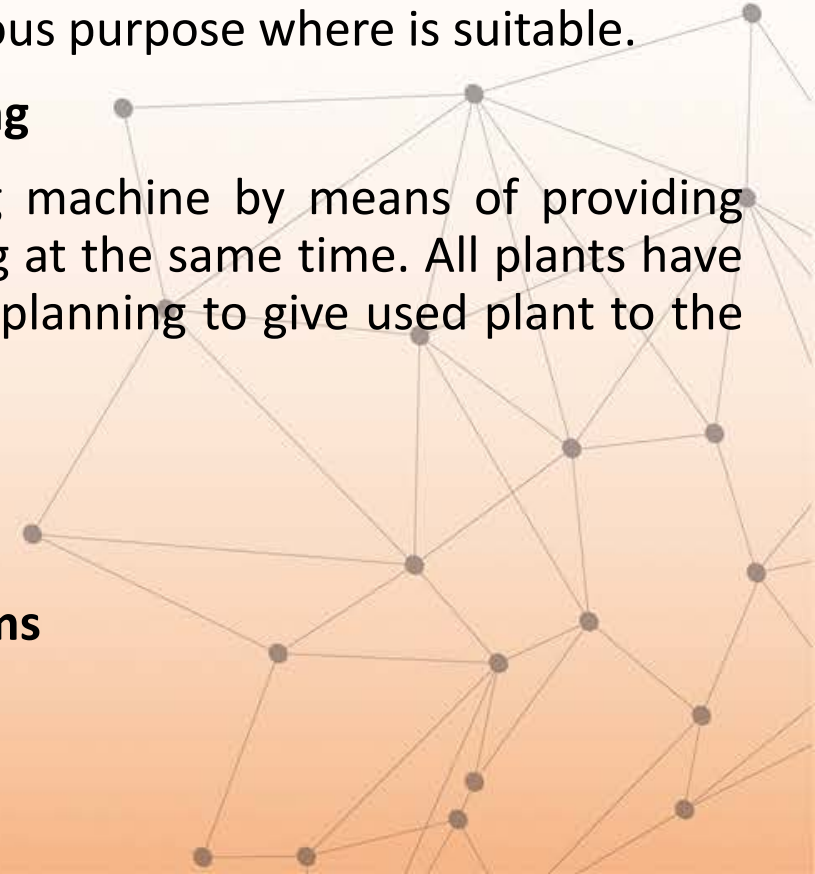 ous purpose where is suitable.
g
g machine by means of providing
g at the same time. All plants have
planning to give used plant to the
ns